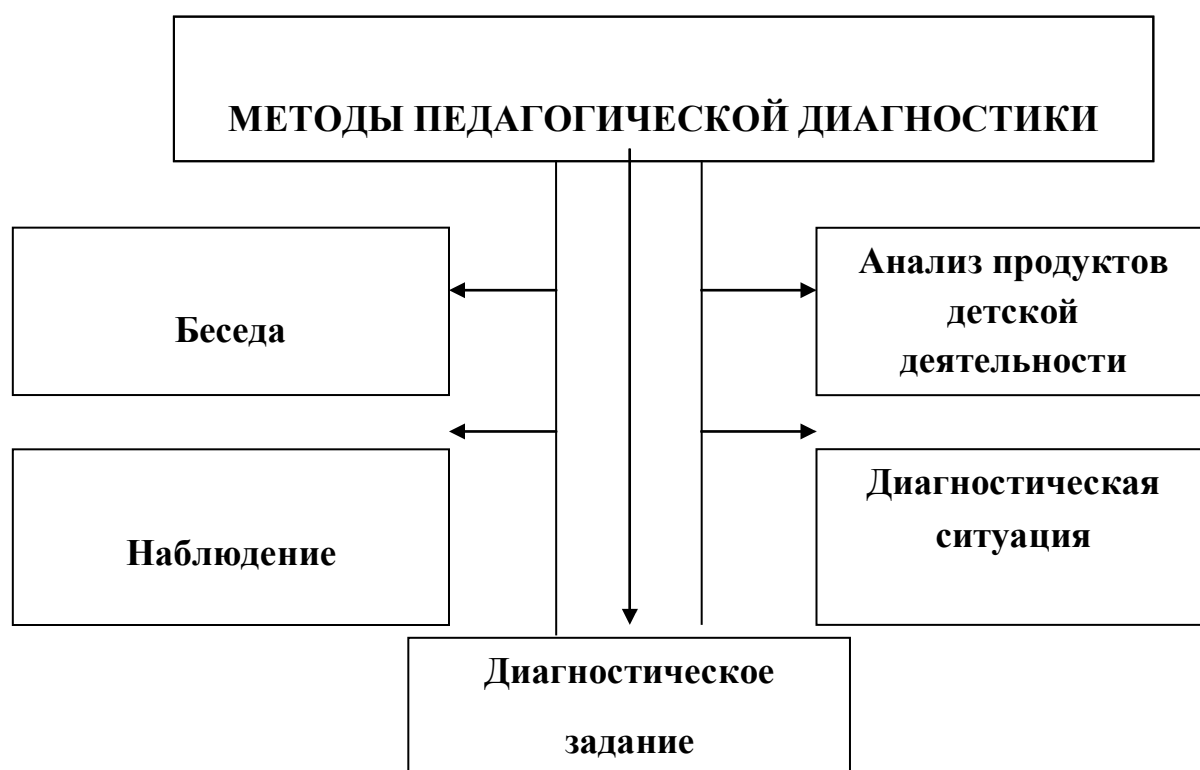 МЕТОДЫ ПЕДАГОГИЧЕСКОЙ ДИАГНОСТИКИ
Беседа
Анализ продуктов
детской
деятельности
Наблюдение
Диагностическая
ситуация
Диагностическое
задание